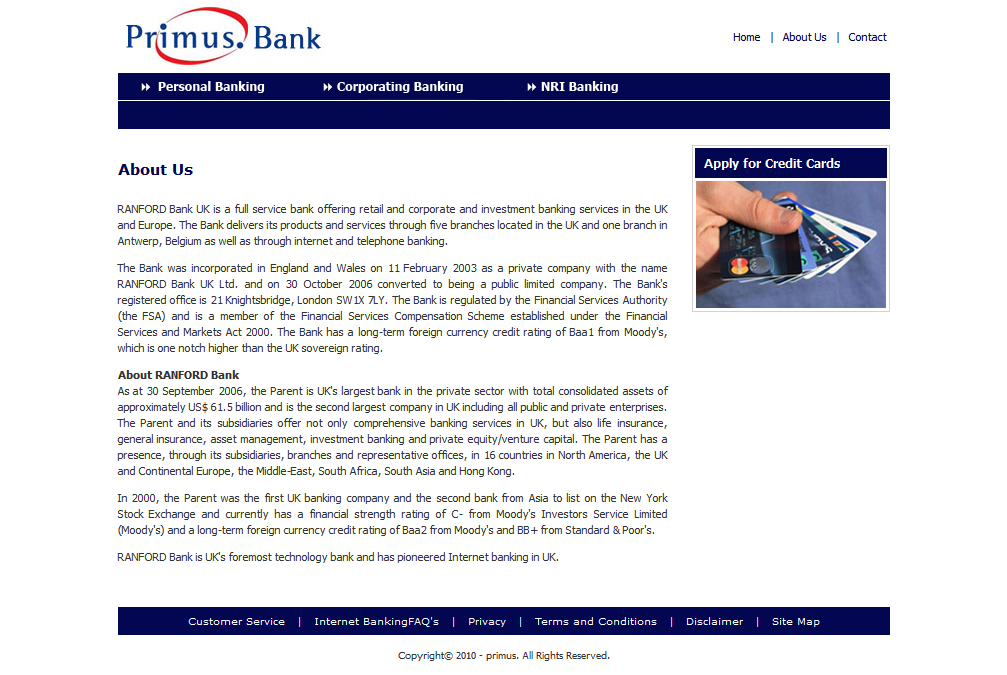 Primus. Bank
Home | About Us | Contact
Personal Banking Corporating Banking NRI Banking
About Us
Apply for Credit Cards
RANFORD Bank UK is a full service bank offering retail and corporate and investment banking services in the UK
and Europe. The Bank delivers its products and services through five branches located in the UK and one branch in
Antwerp, Belgium as well as through internet and telephone banking.
The Bank was incorporated in England and Wales on 11 February 2003 as a private company with the name
RANFORD Bank UK Ltd. and on 30 October 2006 converted to being a public limited company. The Bank's
registered office is 21 Knightsbridge, London SW1X 7LY. The Bank is regulated by the Financial Services Authority
(the FSA) and is a member of the Financial Services Compensation Scheme established under the Financial
Services and Markets Act 2000. The Bank has a long-term foreign currency credit rating of Baa1 from Moody's,
which is one notch higher than the UK sovereign rating.
About RANFORD Bank
As at 30 September 2006, the Parent is UK's largest bank in the private sector with total consolidated assets of
approximately US$ 61.5 billion and is the second largest company in UK including all public and private enterprises.
The Parent and its subsidiaries offer not only comprehensive banking services in UK, but also life insurance,
general insurance, asset management, investment banking and private equity/venture capital. The Parent has a
presence, through its subsidiaries, branches and representative offices, in 16 countries in North America, the UK
and Continental Europe, the Middle-East, South Africa, South Asia and Hong Kong.
In 2000, the Parent was the first UK banking company and the second bank from Asia to list on the New York
Stock Exchange and currently has a financial strength rating of C- from Moody's Investors Service Limited
(Moody's) and a long-term foreign currency credit rating of Baa2 from Moody's and BB+ from Standard & Poor's.
RANFORD Bank is UK's foremost technology bank and has pioneered Internet banking in UK.
Customer Service | Internet BankingFAQ's | Privacy | Terms and Conditions | Disclaimer | Site Map
Copyright© 2010 - primus. All Rights Reserved.